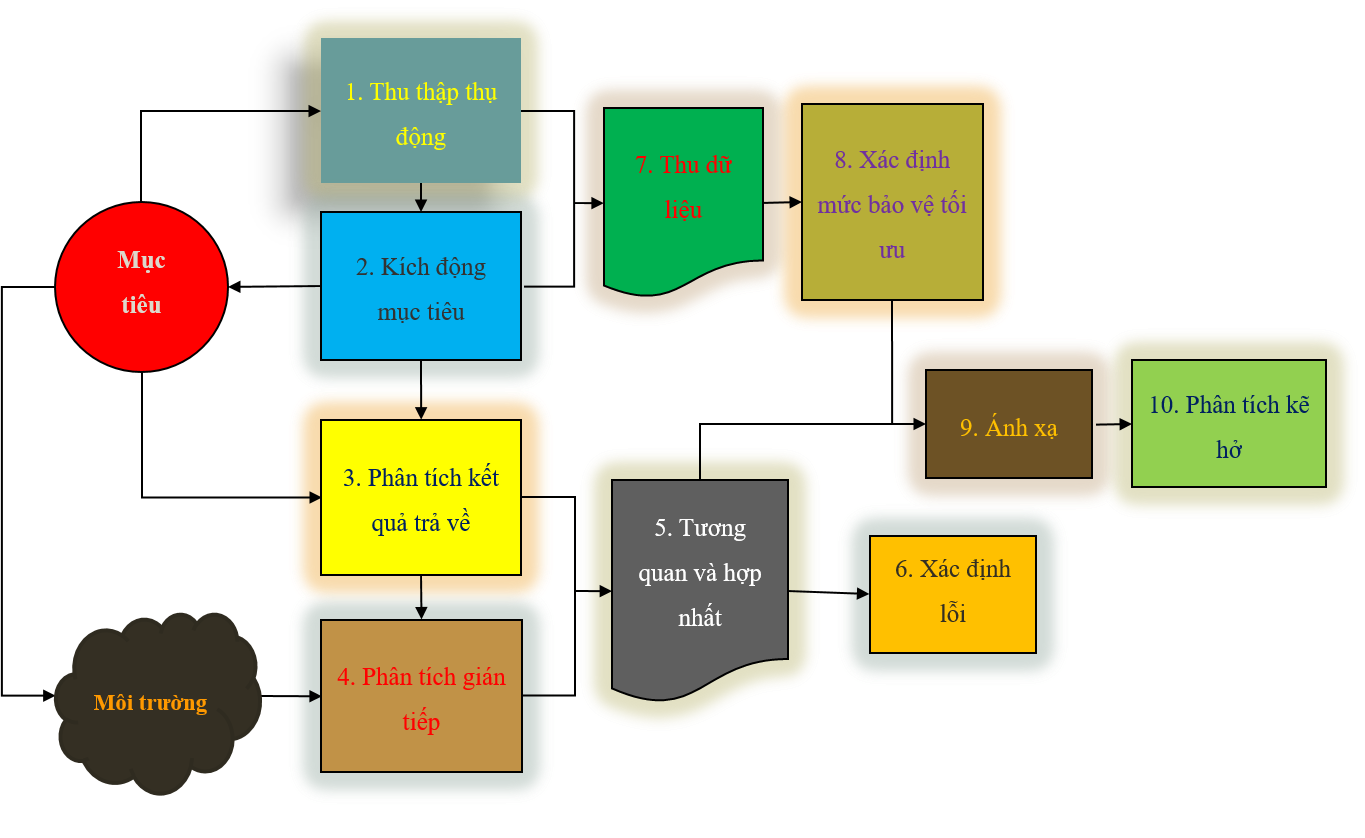 1. Thu thập thụ
động
7. Thu dữ
liệu
8. Xác định
mức bảo vệ tối
ưu
Mục
tiêu
2. Kích động
mục tiêu
9. Ánh xạ
10. Phân tích kẽ
hở
3. Phân tích kết
quả trả về
5. Tương
quan và hợp
nhất
6. Xác định
lỗi
Môi trường
4. Phân tích gián
tiếp